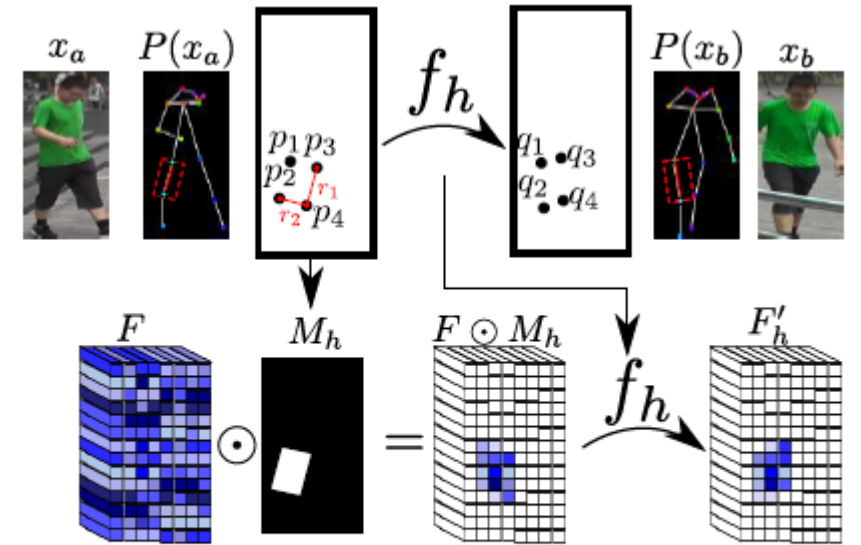 x_a P(x_a) f_h P(x_b) x_b
p_1 p_3 q_1 q_3
p_2 r_1 q_2 q_4
r_2 p_4
F M_h F ⊙ M_h F'_h
⊙ = f_h